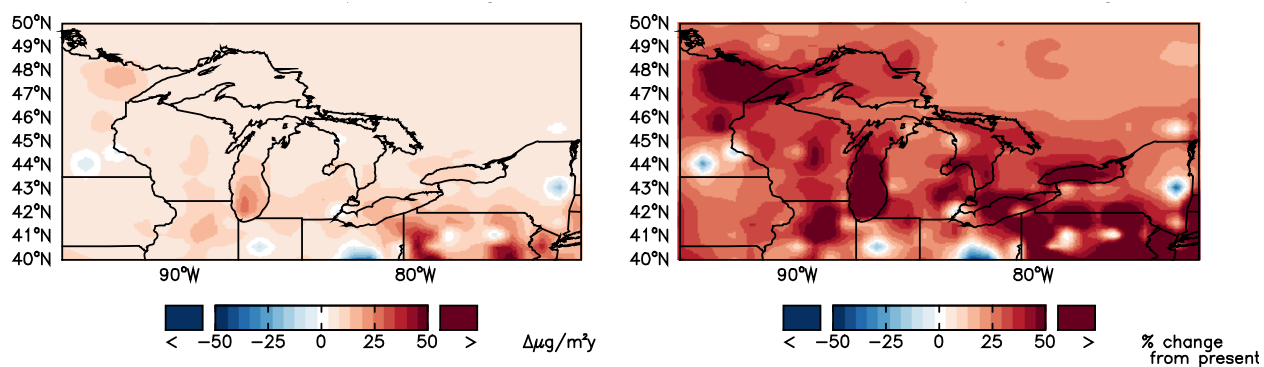 50°N
49°N
48°N
47°N
46°N
45°N
44°N
43°N
42°N
41°N
40°N
90°W 80°W
< −50 −25 0 25 50 > Δμg/m²y
50°N
49°N
48°N
47°N
46°N
45°N
44°N
43°N
42°N
41°N
40°N
90°W 80°W
< −50 −25 0 25 50 > % change
from present